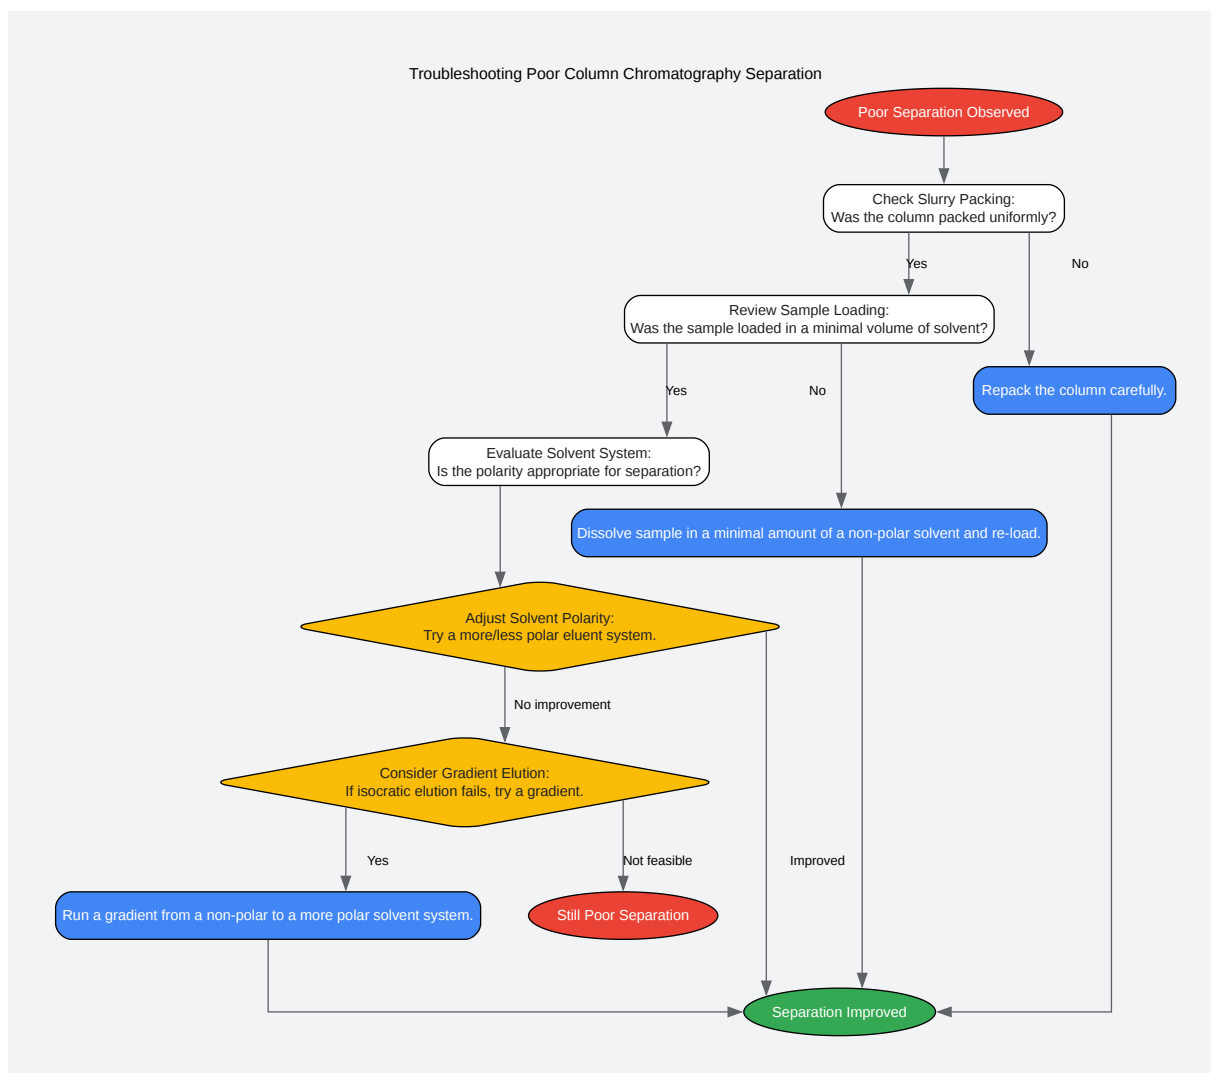 Troubleshooting Poor Column Chromatography Separation
Poor Separation Observed
Check Slurry Packing:
Was the column packed uniformly?
Yes
No
Review Sample Loading:
Was the sample loaded in a minimal volume of solvent?
Yes
No
Repack the column carefully.
Evaluate Solvent System:
Is the polarity appropriate for separation?
Dissolve sample in a minimal amount of a non-polar solvent and re-load.
Adjust Solvent Polarity:
Try a more/less polar eluent system.
No improvement
Consider Gradient Elution:
If isocratic elution fails, try a gradient.
Yes
Not feasible
Improved
Run a gradient from a non-polar to a more polar solvent system.
Still Poor Separation
Separation Improved